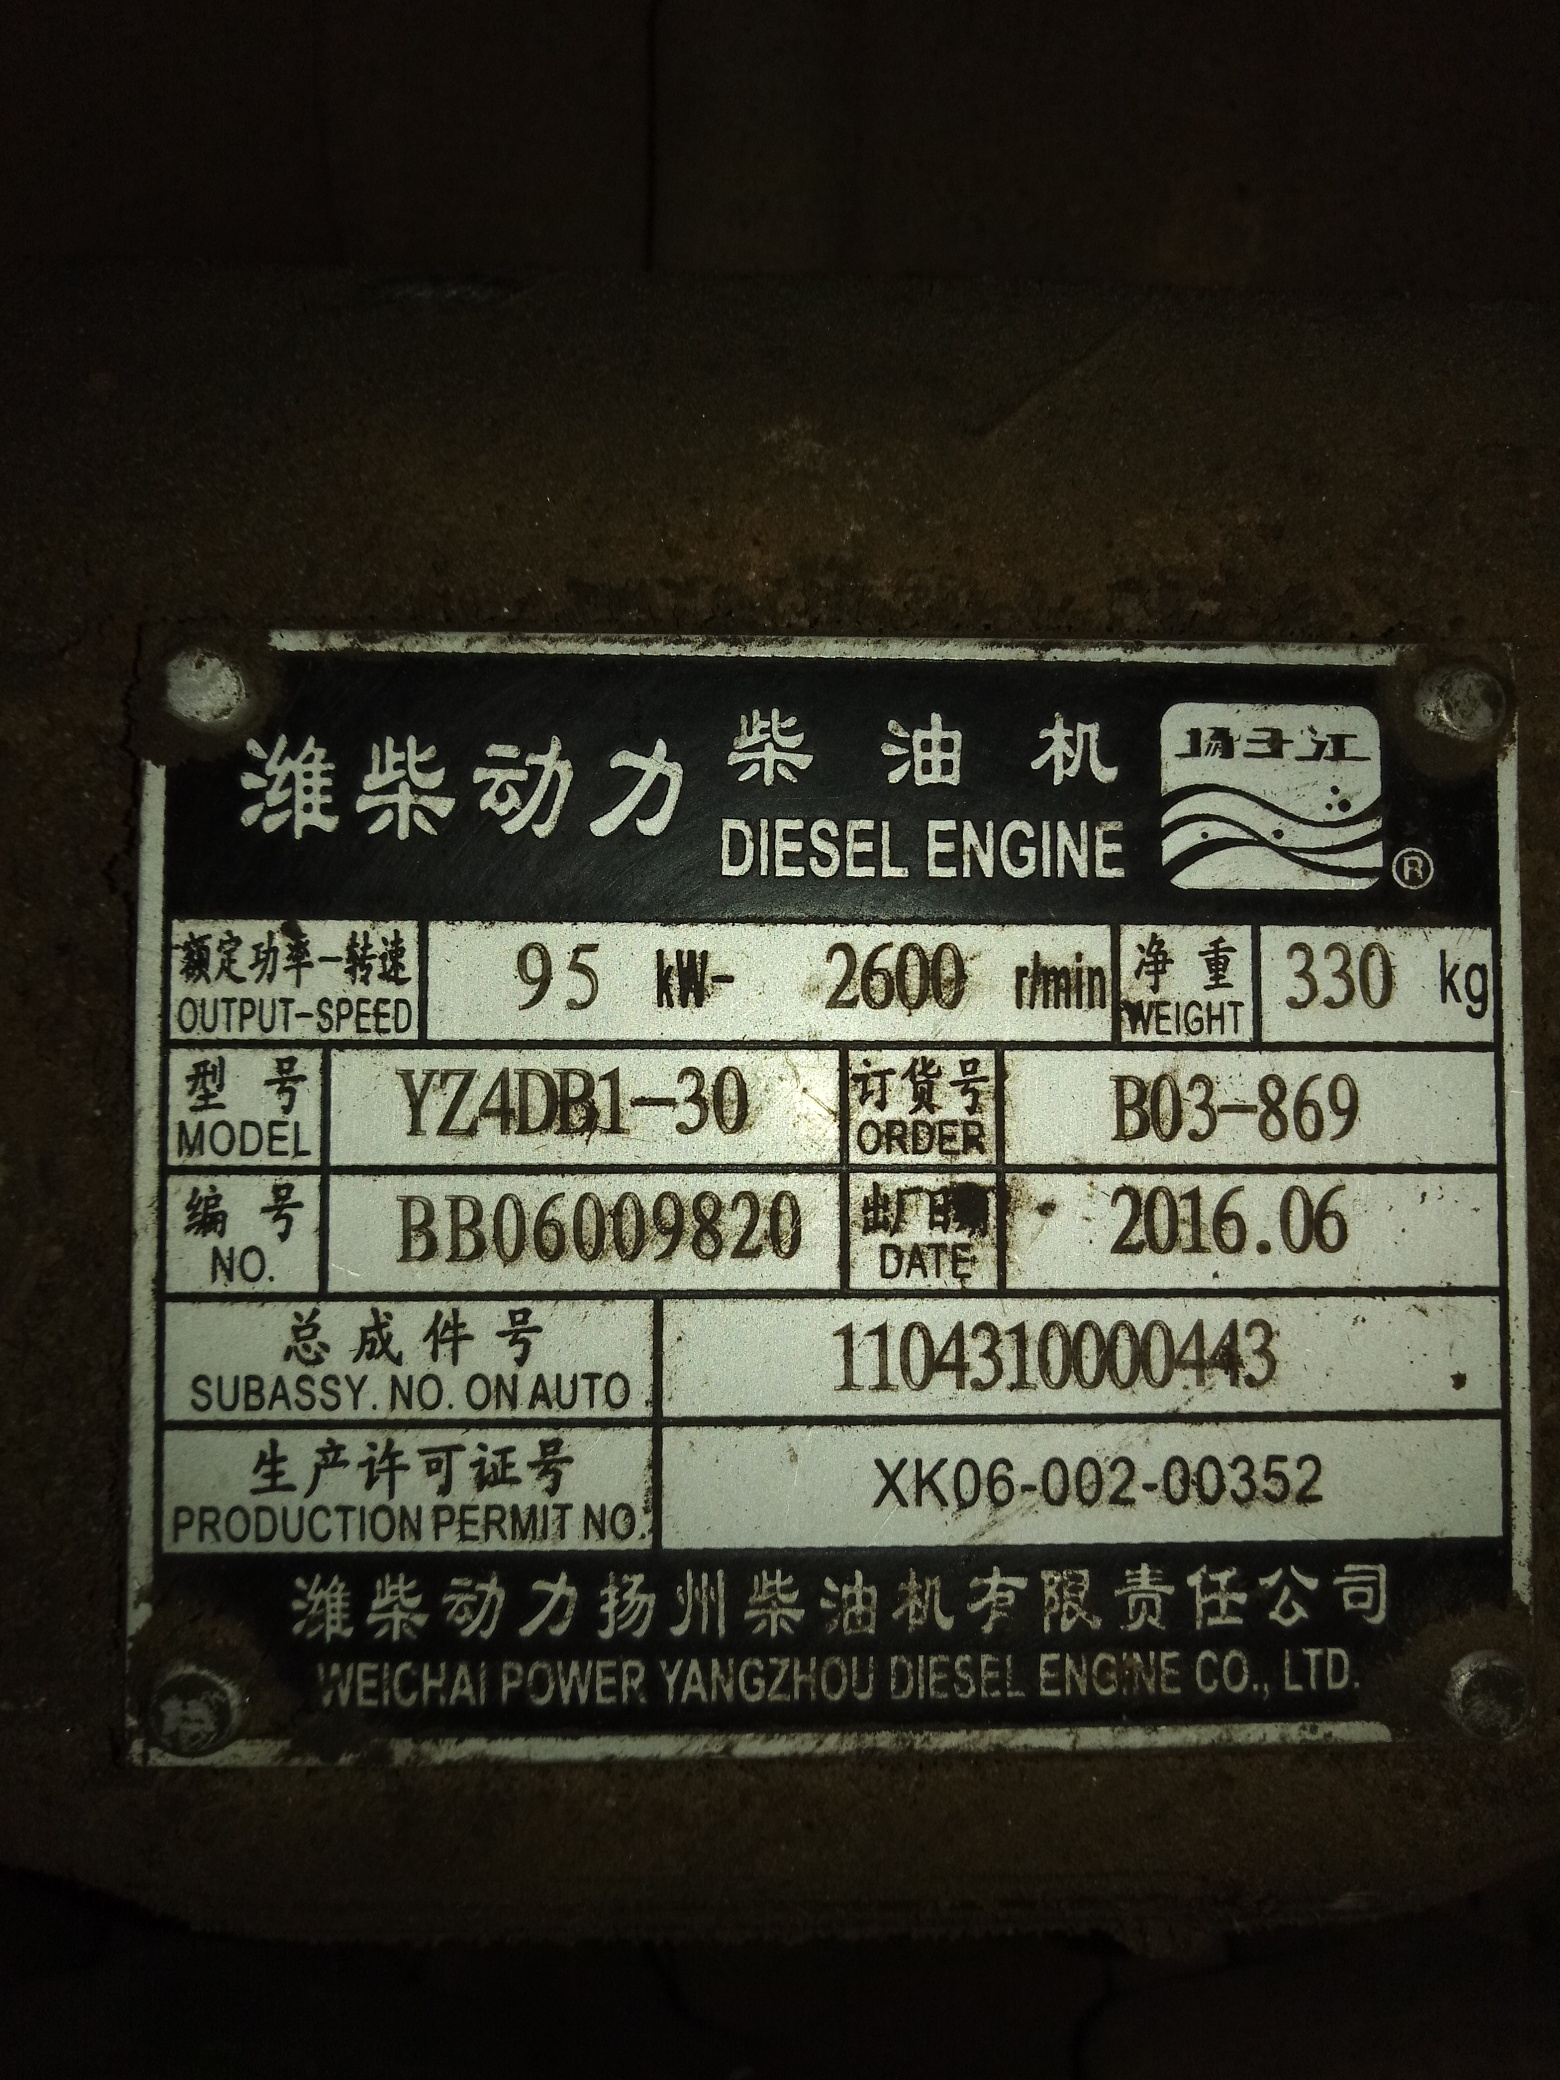 潍柴动力 柴油机 扬子江
DIESEL ENGINE ®
额定功率-转速 95 kW- 2600 r/min 净重 330 kg
OUTPUT-SPEED WEIGHT
型号 YZ4DB1-30 订货号 B03-869
MODEL ORDER
编号 BB06009820 出厂日期 2016.06
NO. DATE
总成件号 1104310000443
SUBASSY. NO. ON AUTO
生产许可证号 XK06-002-00352
PRODUCTION PERMIT NO.
潍柴动力扬州柴油机有限责任公司
WEICHAI POWER YANGZHOU DIESEL ENGINE CO., LTD.